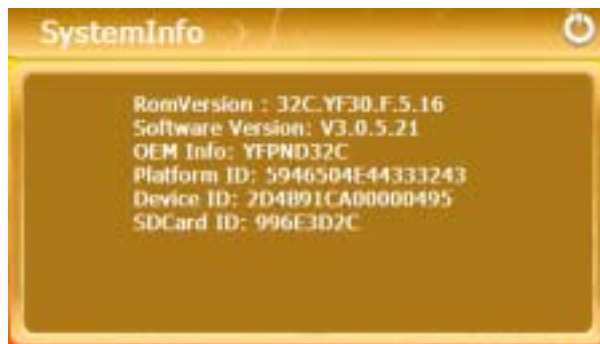 SystemInfo
RomVersion : 32C.YF30.F.5.16
Software Version: V3.0.5.21
OEM Info: YFPND32C
Platform ID: 5946504E44333243
Device ID: 2D4B91CA00000495
SDCard ID: 996E3D2C